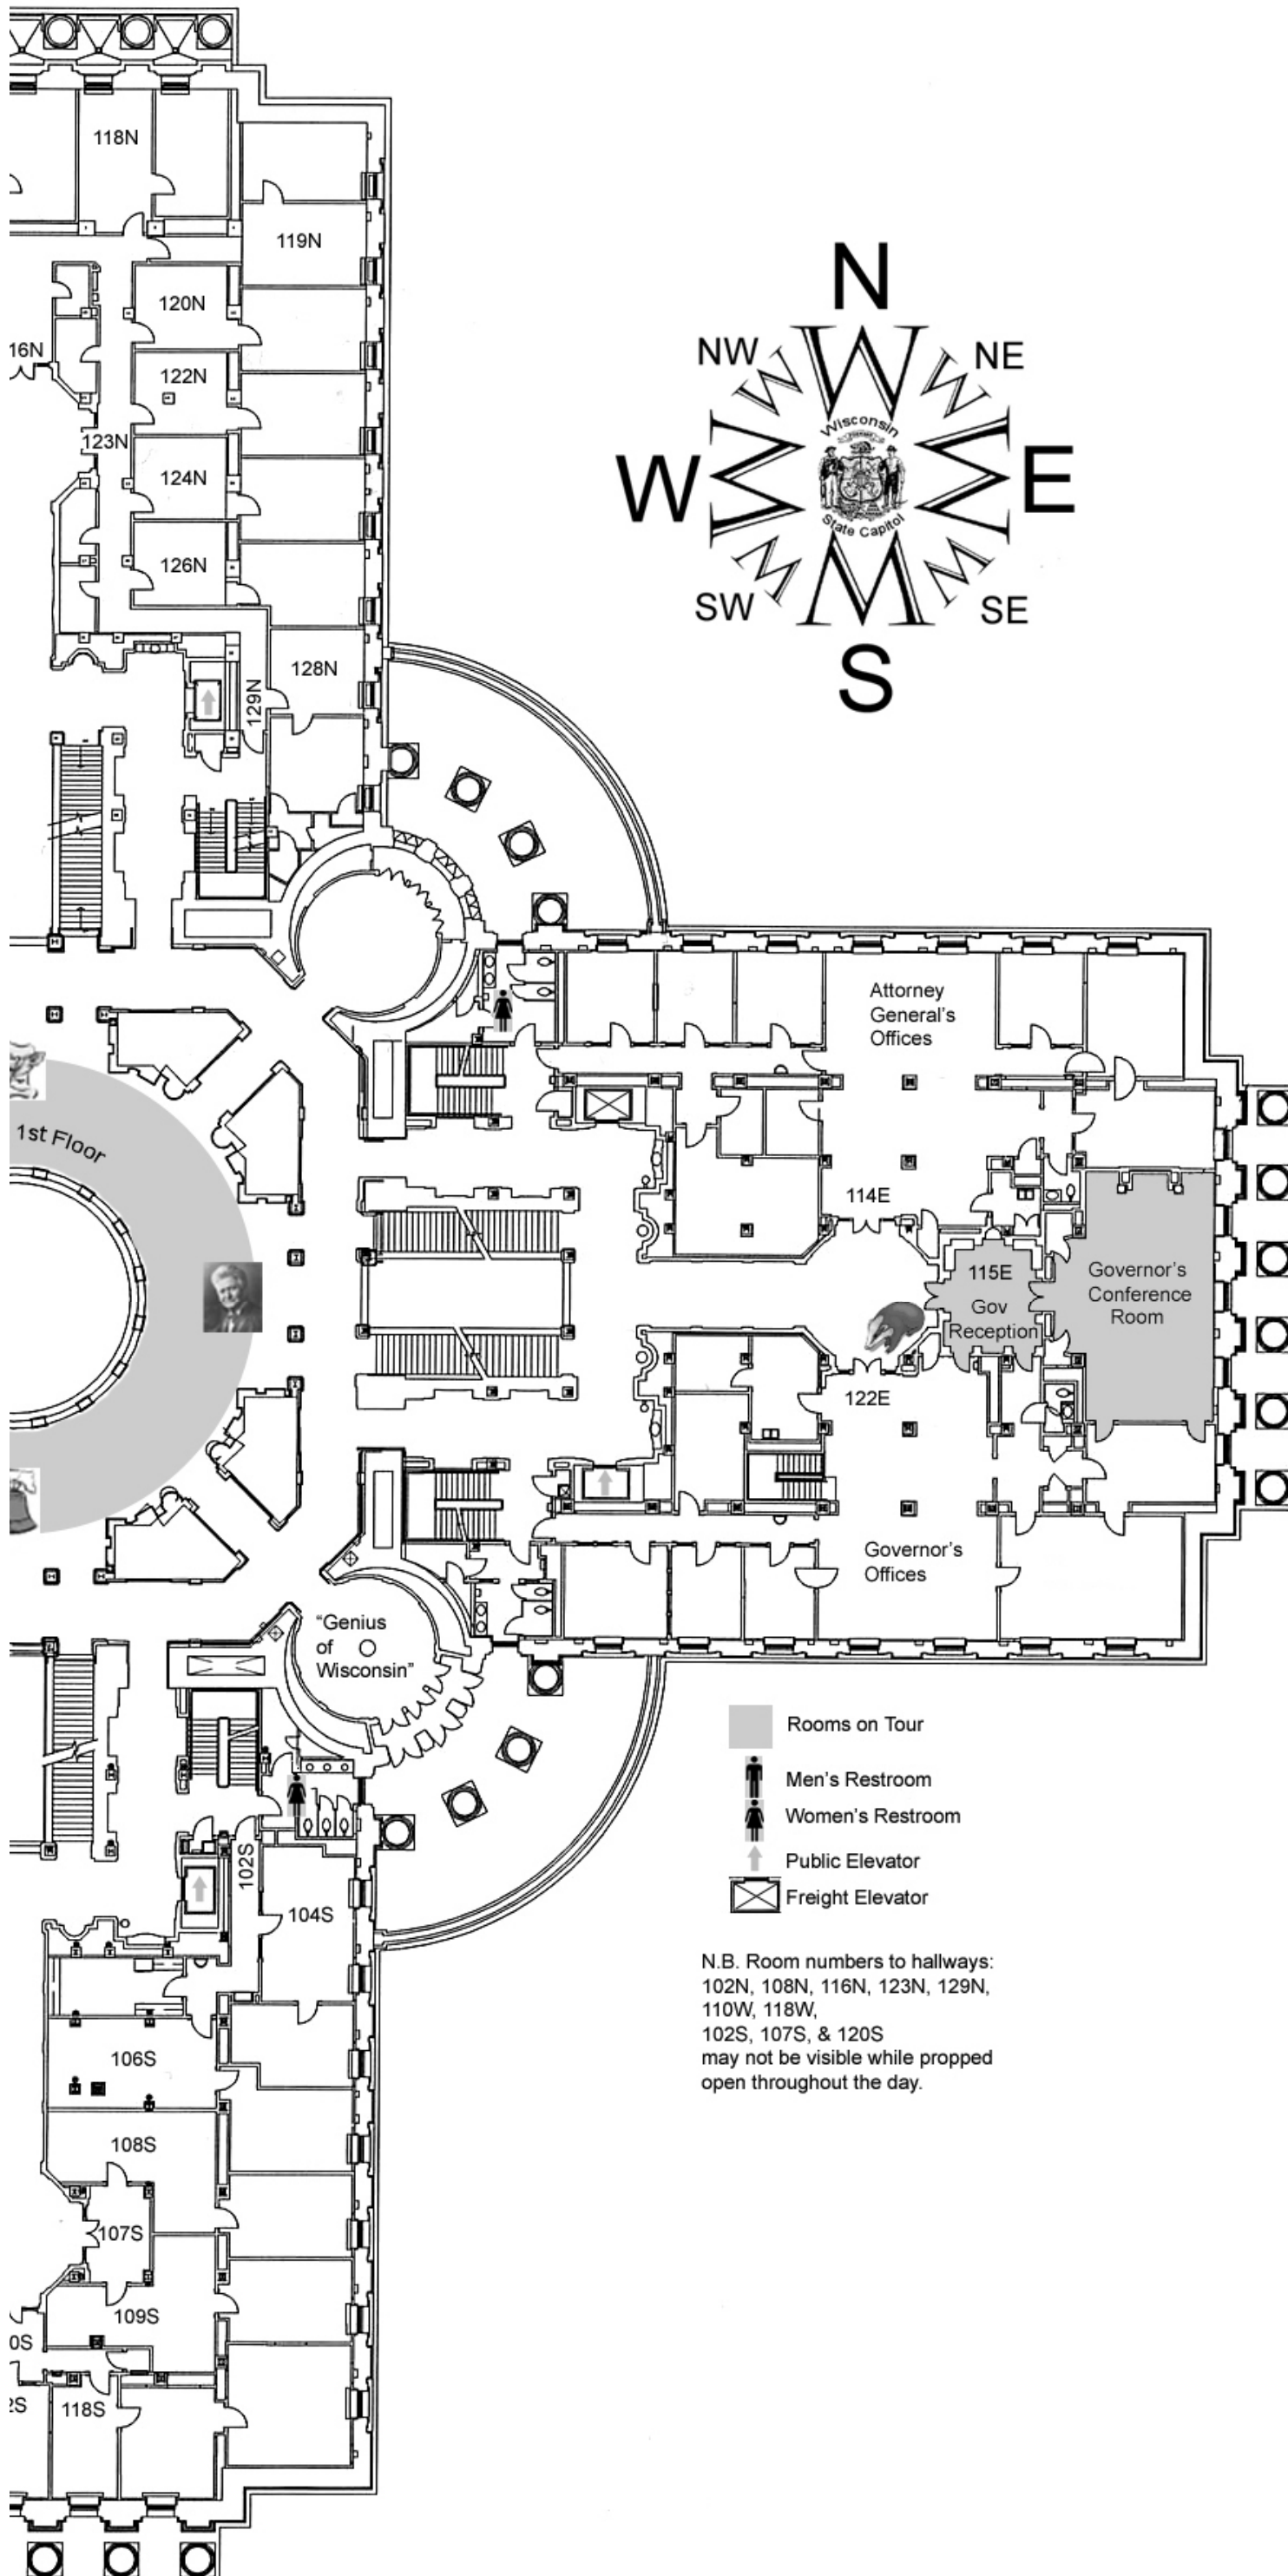 118N
119N
120N
16N
122N
123N
124N
126N
128N
129N
N
NW
NE
W
E
SW
SE
S
Wisconsin
State Capitol
1st Floor
Attorney
General's
Offices
114E
115E
Gov
Reception
Governor's
Conference
Room
122E
Governor's
Offices
"Genius
of
Wisconsin"
Rooms on Tour
Men's Restroom
Women's Restroom
Public Elevator
Freight Elevator
102S
104S
N.B. Room numbers to hallways:
102N, 108N, 116N, 123N, 129N,
110W, 118W,
102S, 107S, & 120S
may not be visible while propped
open throughout the day.
106S
108S
107S
109S
0S
2S
118S